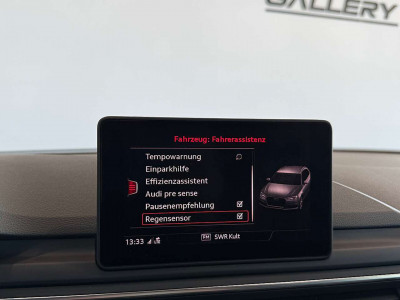 GALLERY
Fahrzeug: Fahrerassistenz
Tempowarnung
Einparkhilfe
Effizienzassistent
Audi pre sense
Pausenempfehlung
Regensensor
13:33
SWR Kult